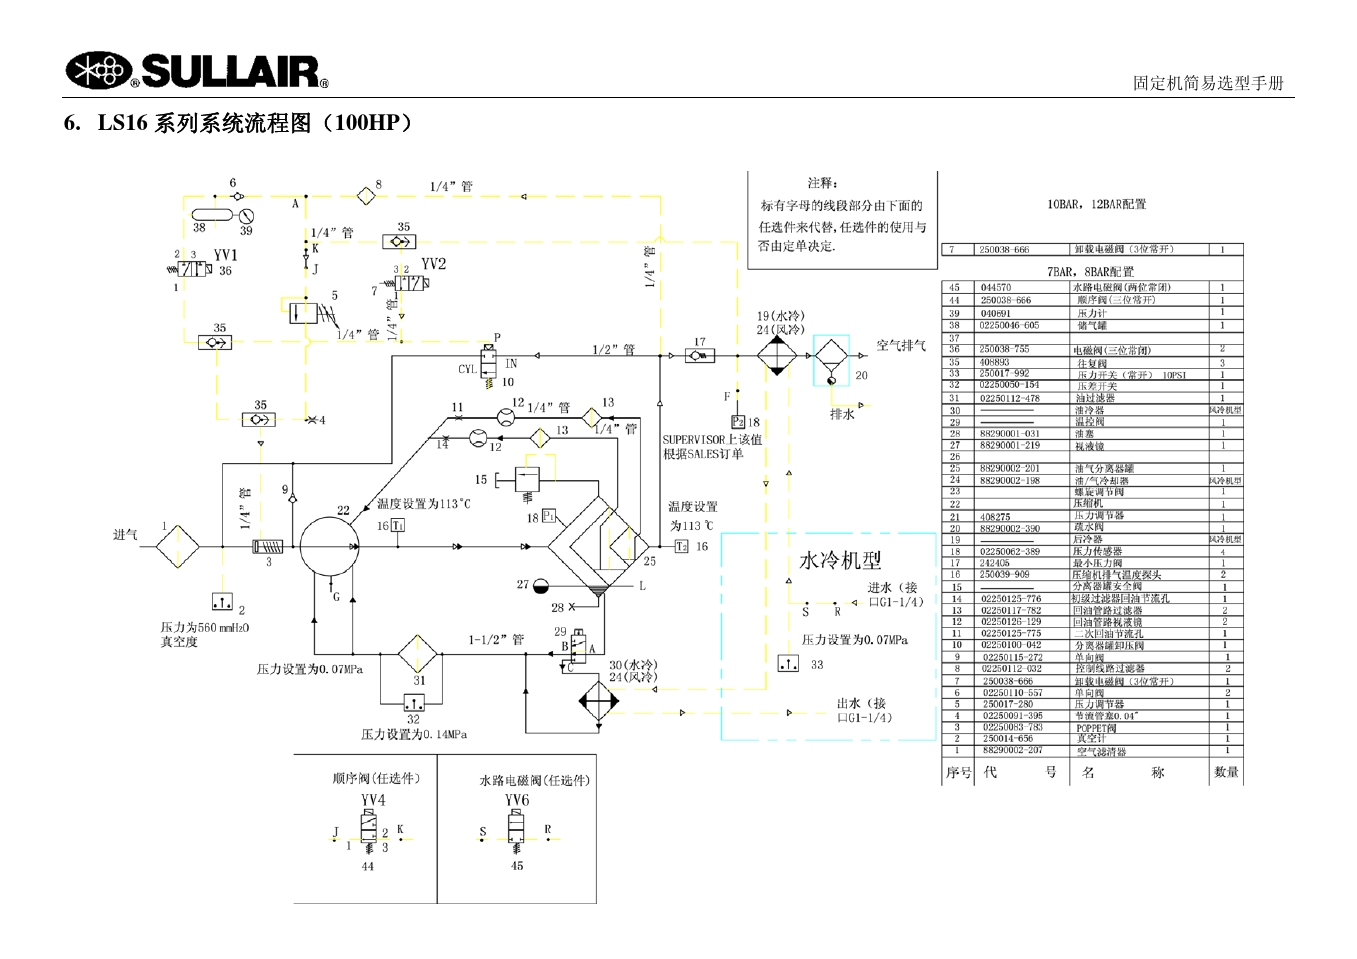 SULLAIR
固定机简易选型手册
6. LS16 系列系统流程图（100HP）
6
8
1/4”管
A
38
39
35
1/4”管
K
J
2 3
YV1
36
1
3 2
YV2
7
1
5
1/4”管
1/4”管
1/4”管
35
P
CYL
IN
10
1/2”管
17
19(水冷)
24(风冷)
空气排气
20
排水
F
P2
18
SUPERVISOR上该值
根据SALES订单
35
4
11
12
1/4”管
13
14
12
13
1/4”管
15
9
1/4”管
22
温度设置为113℃
16
T1
18
P1
温度设置
为113℃
T2
16
25
进气
1
3
G
2
压力为560mmH2O
真空度
27
L
28
29
B
A
C
1-1/2”管
压力设置为0.07MPa
31
32
压力设置为0.14MPa
30(水冷)
24(风冷)
水冷机型
进水（接
口G1-1/4）
S
R
压力设置为0.07MPa
33
出水（接
口G1-1/4）
顺序阀(任选件)
YV4
J
1
2
3
K
44
水路电磁阀(任选件)
YV6
S
R
45
注释：
标有字母的线段部分由下面的
任选件来代替,任选件的使用与
否由定单决定.
10BAR，12BAR配置
7 250038-666 卸载电磁阀（3位常开） 1
7BAR，8BAR配置
45 044570 水路电磁阀(两位常闭) 1
44 250038-666 顺序阀(三位常开) 1
39 040691 压力计 1
38 02250046-605 储气罐 1
37
36 250038-755 电磁阀(三位常闭) 2
35 408893 往复阀 3
33 250017-992 压力开关（常开） 10PSI 1
32 02250050-154 压差开关 1
31 02250112-478 油过滤器 1
30 ———— 油冷器 风冷机型
29 ———— 温控阀 1
28 88290001-031 油塞 1
27 88290001-219 视液镜 1
26
25 88290002-201 油气分离器罐 1
24 88290002-198 油/气冷却器 风冷机型
23 螺旋调节阀 1
22 压缩机 1
21 408275 压力调节器 1
20 88290002-390 疏水阀 1
19 ———— 后冷器 风冷机型
18 02250062-389 压力传感器 4
17 242405 最小压力阀 1
16 250039-909 压缩机排气温度探头 2
15 ———— 分离器罐安全阀 1
14 02250125-776 初级过滤器回油节流孔 1
13 02250117-782 回油管路过滤器 2
12 02250126-129 回油管路视液镜 2
11 02250125-775 二次回油节流孔 1
10 02250100-042 分离器罐卸压阀 1
9 02250115-272 单向阀 1
8 02250112-032 控制线路过滤器 2
7 250038-666 卸载电磁阀（3位常开） 1
6 02250110-557 单向阀 2
5 250017-280 压力调节器 1
4 02250091-395 节流管塞0.04″ 1
3 02250083-783 POPPET阀 1
2 250014-656 真空计 1
1 88290002-207 空气滤清器 1
序号 代 号 名 称 数量